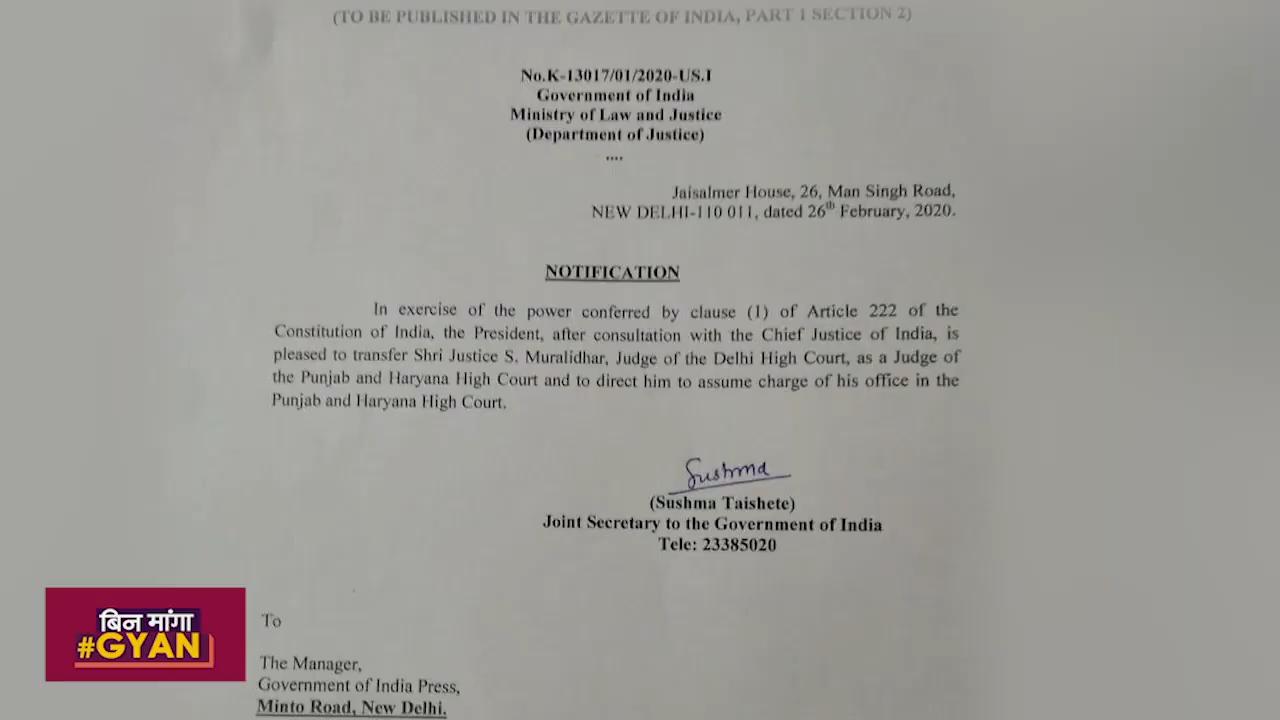 (TO BE PUBLISHED IN THE GAZETTE OF INDIA, PART 1 SECTION 2)
No.K-13017/01/2020-US.I
Government of India
Ministry of Law and Justice
(Department of Justice)
....
Jaisalmer House, 26, Man Singh Road,
NEW DELHI-110 011, dated 26th February, 2020.
NOTIFICATION
In exercise of the power conferred by clause (1) of Article 222 of the
Constitution of India, the President, after consultation with the Chief Justice of India, is
pleased to transfer Shri Justice S. Muralidhar, Judge of the Delhi High Court, as a Judge of
the Punjab and Haryana High Court and to direct him to assume charge of his office in the
Punjab and Haryana High Court.
Sushma
(Sushma Taishete)
Joint Secretary to the Government of India
Tele: 23385020
To
The Manager,
Government of India Press,
Minto Road, New Delhi.
बिन मांगा
#GYAN